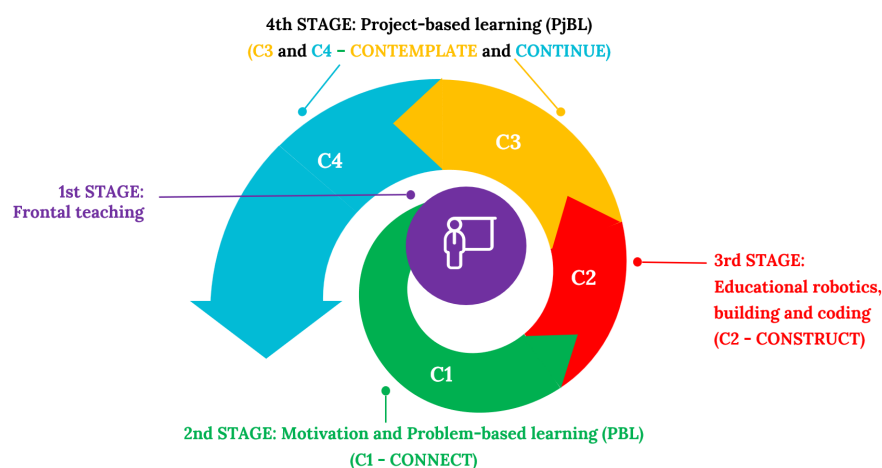 4th STAGE: Project-based learning (PjBL)
(C3 and C4 – CONTEMPLATE and CONTINUE)
C3
C4
1st STAGE:
Frontal teaching
C2
3rd STAGE:
Educational robotics,
building and coding
(C2 - CONSTRUCT)
C1
2nd STAGE: Motivation and Problem-based learning (PBL)
(C1 - CONNECT)